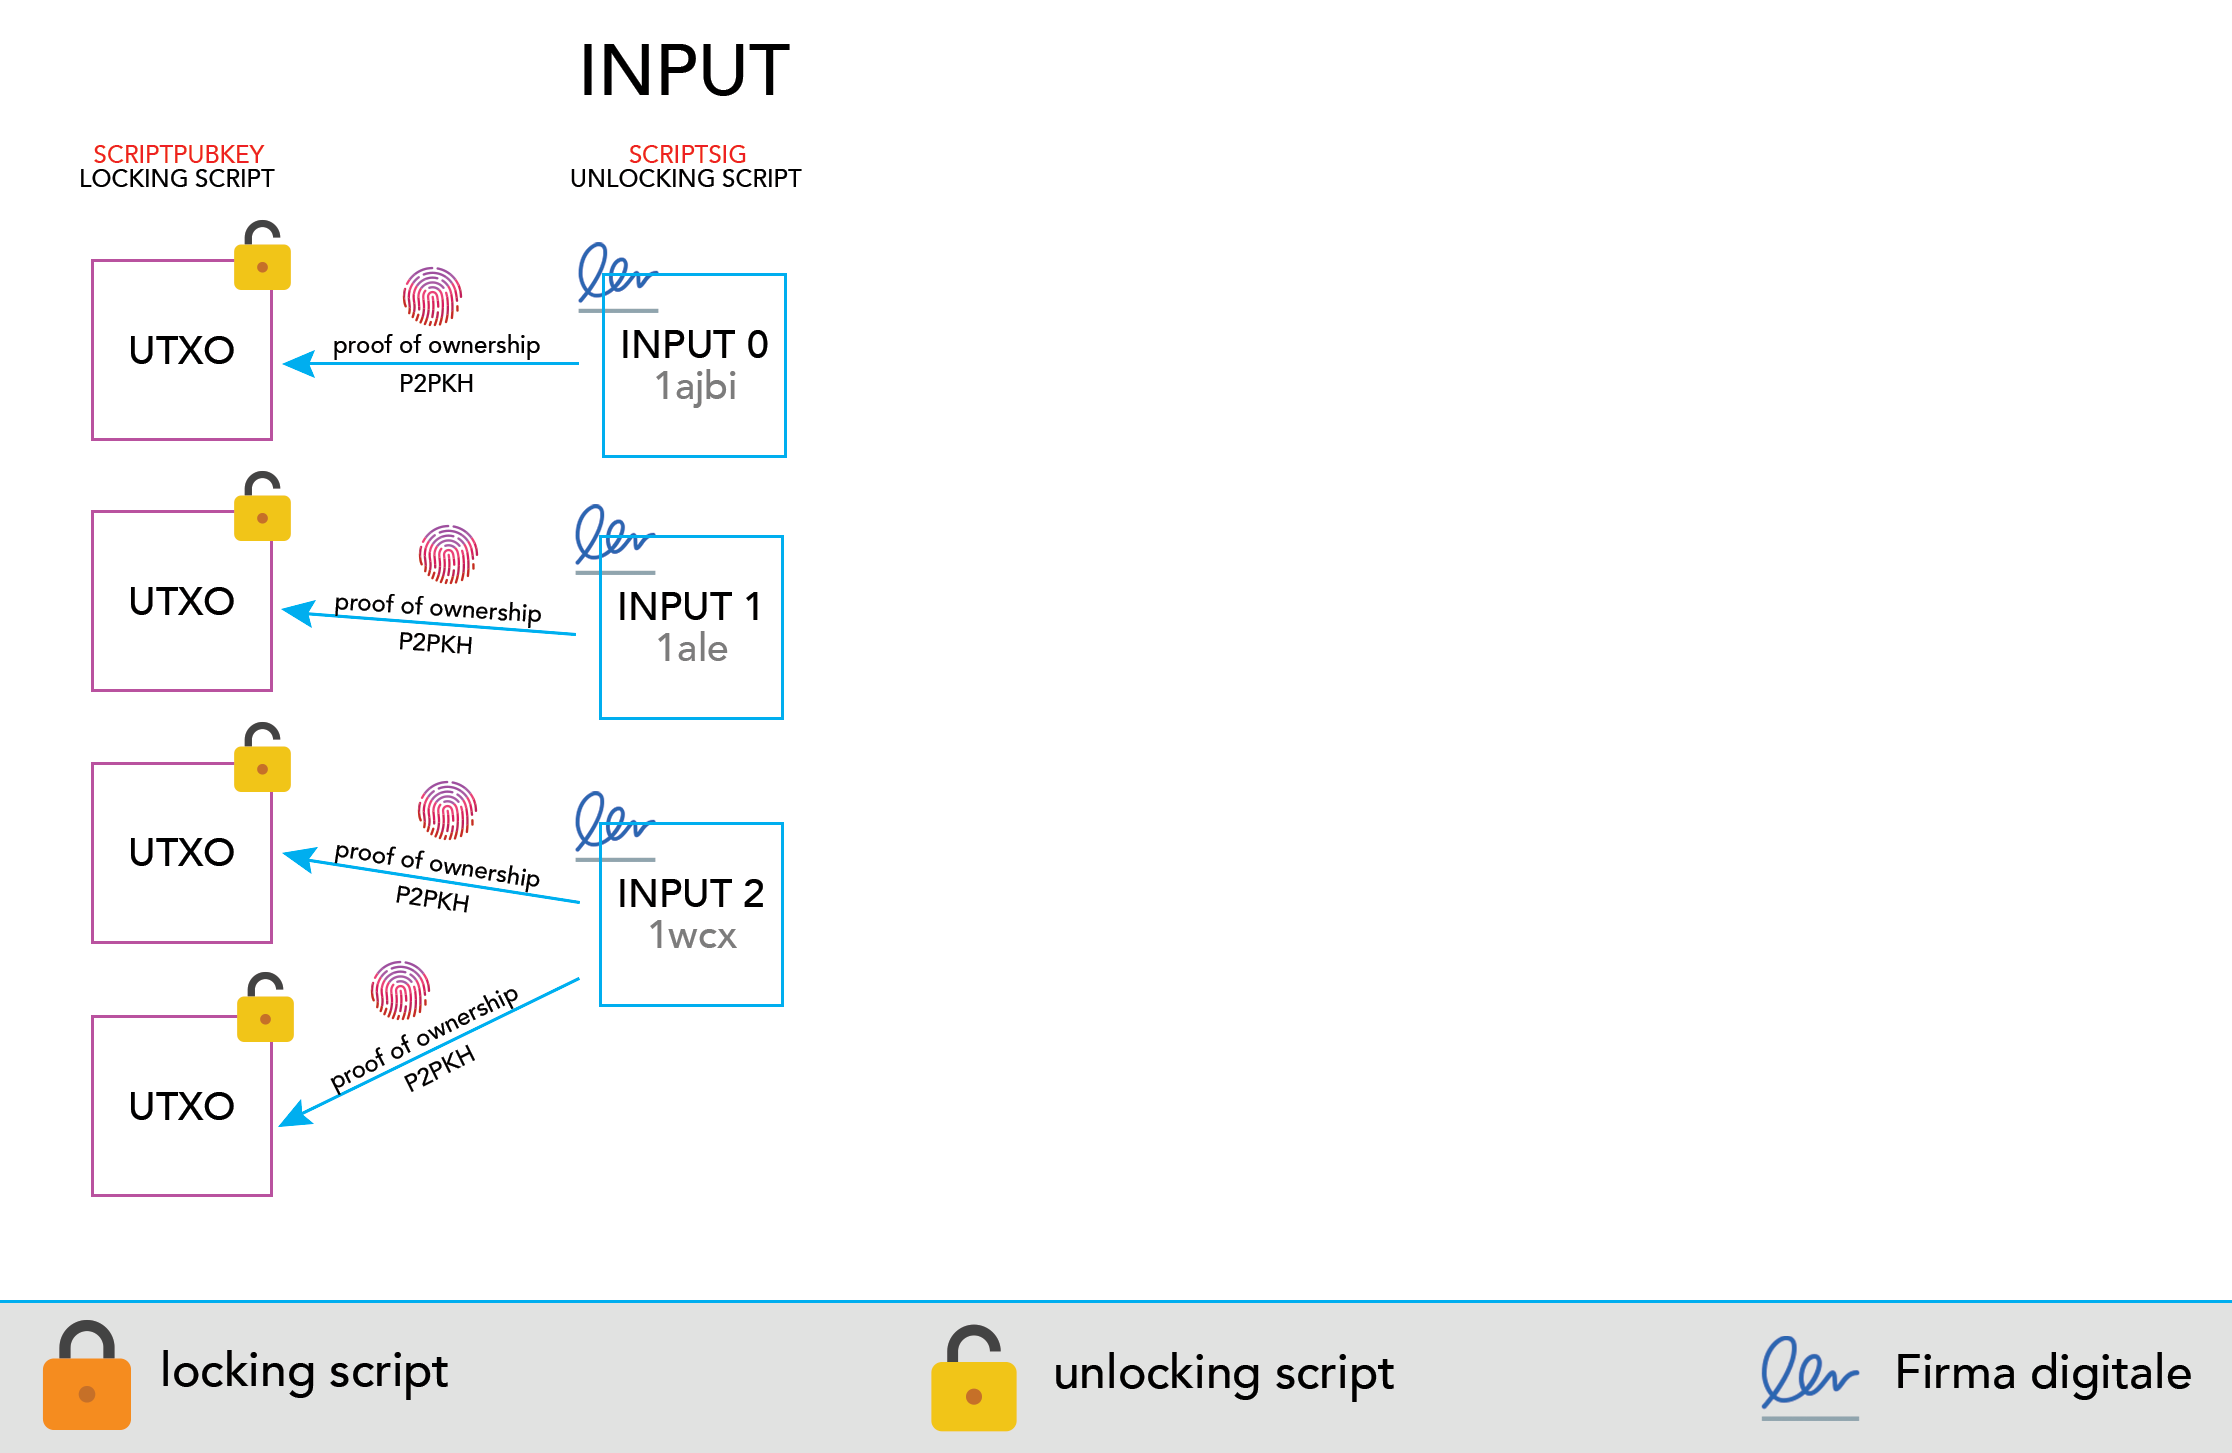 INPUT
SCRIPTPUBKEY
LOCKING SCRIPT
SCRIPTSIG
UNLOCKING SCRIPT
UTXO
proof of ownership
P2PKH
INPUT 0
1ajbi
UTXO
proof of ownership
P2PKH
INPUT 1
1ale
UTXO
proof of ownership
P2PKH
INPUT 2
1wcx
UTXO
proof of ownership
P2PKH
locking script
unlocking script
Firma digitale